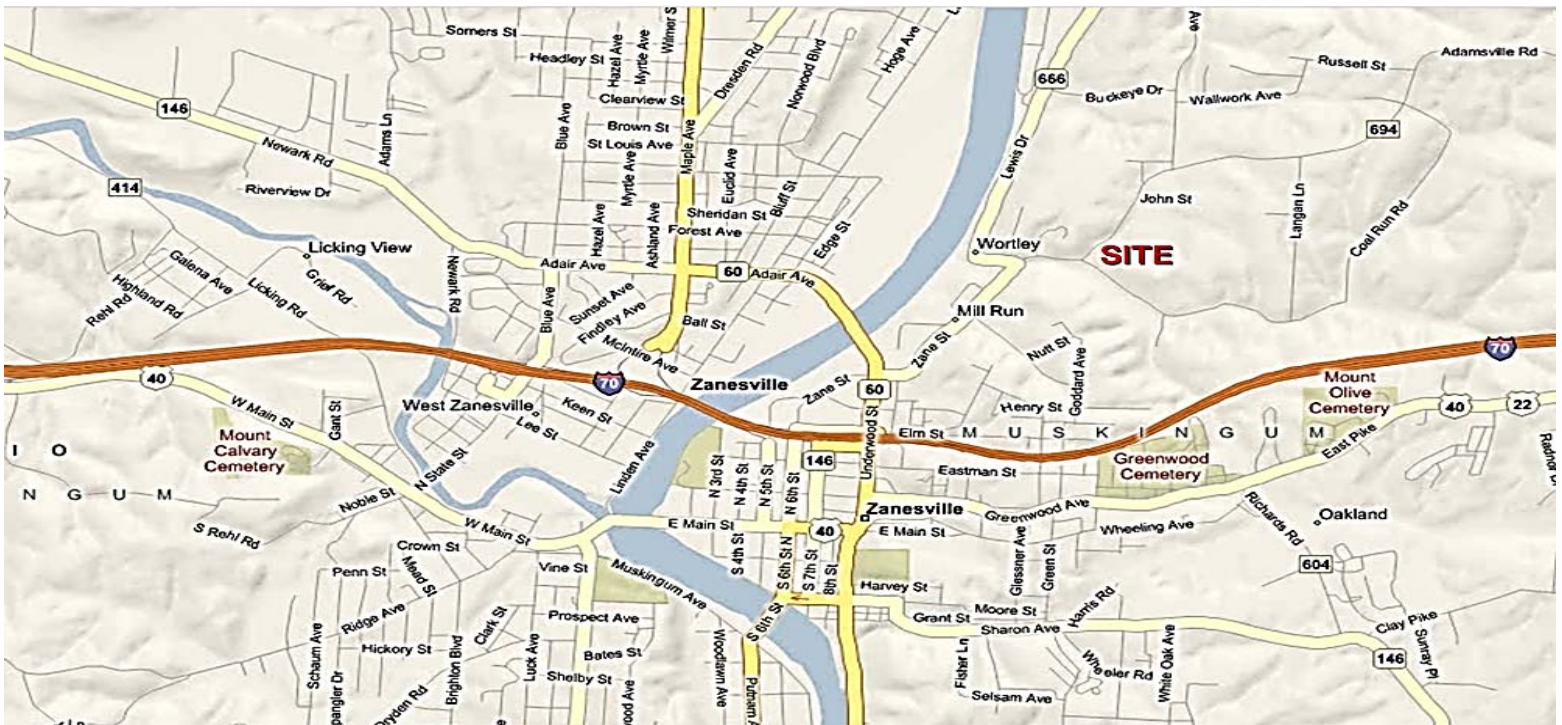 Somers St
Headley St
Hazel Ave
Myrtle Ave
Wilmor S
Dresden Rd
Norwood Blvd
Hoge Ave
Ave
Adamsville Rd
Russell St
666
Buckeye Dr
Wallwork Ave
146
Clearview St
Blue Ave
Brown St
St Louis Ave
Maple Ave
694
Newark Rd
Adams Ln
Lewis Dr
414
Riverview Dr
Myrtle Ave
Euclid Ave
Bluff St
John St
Langan Ln
Coal Run Rd
Sheridan St
Forest Ave
Hazel Ave
Ashland Ave
Edge St
Wortley
SITE
Licking View
Galena Ave
Grief Rd
Newark Rd
Adair Ave
60
Adair Ave
Highland Rd
Licking Rd
Rehl Rd
Sunset Ave
Findley Ave
Blue Ave
Ball St
Mill Run
McIntire Ave
Zane St
Nutt St
Goddard Ave
70
40
70
Zanesville
Zane St
60
Mount
Olive
Cemetery
40
22
W Main St
Gant St
West Zanesville
Keen St
Lee St
Henry St
Mount
Calvary
Cemetery
Elm St
M U S K I N G U M
East Pike
I O
N G U M
N State St
Linden Ave
N 3rd St
N 4th St
N 5th St
N 6th St
146
Underwood St
Eastman St
Greenwood
Cemetery
Noble St
S Rehl Rd
W Main St
E Main St
40
Zanesville
E Main St
Greenwood Ave
Wheeling Ave
Richards Rd
Oakland
Crown St
Penn St
Mead St
Vine St
Muskingum Ave
S 4th St
S 6th St N
S 7th St
8th St
Harvey St
Glessner Ave
Green St
604
Ridge Ave
Prospect Ave
S 6th St
Grant St
Moore St
Sharon Ave
Harris Rd
Clay Pike
Schaum Ave
Hickory St
Clark St
Bates St
Woodlawn Ave
Fisher Ln
Wheeler Rd
White Oak Ave
146
Sunray Pl
pangler Dr
Brighton Blvd
Luck Ave
Shelby St
Putnam A
Selsam Ave
Dryden Rd
wood Ave